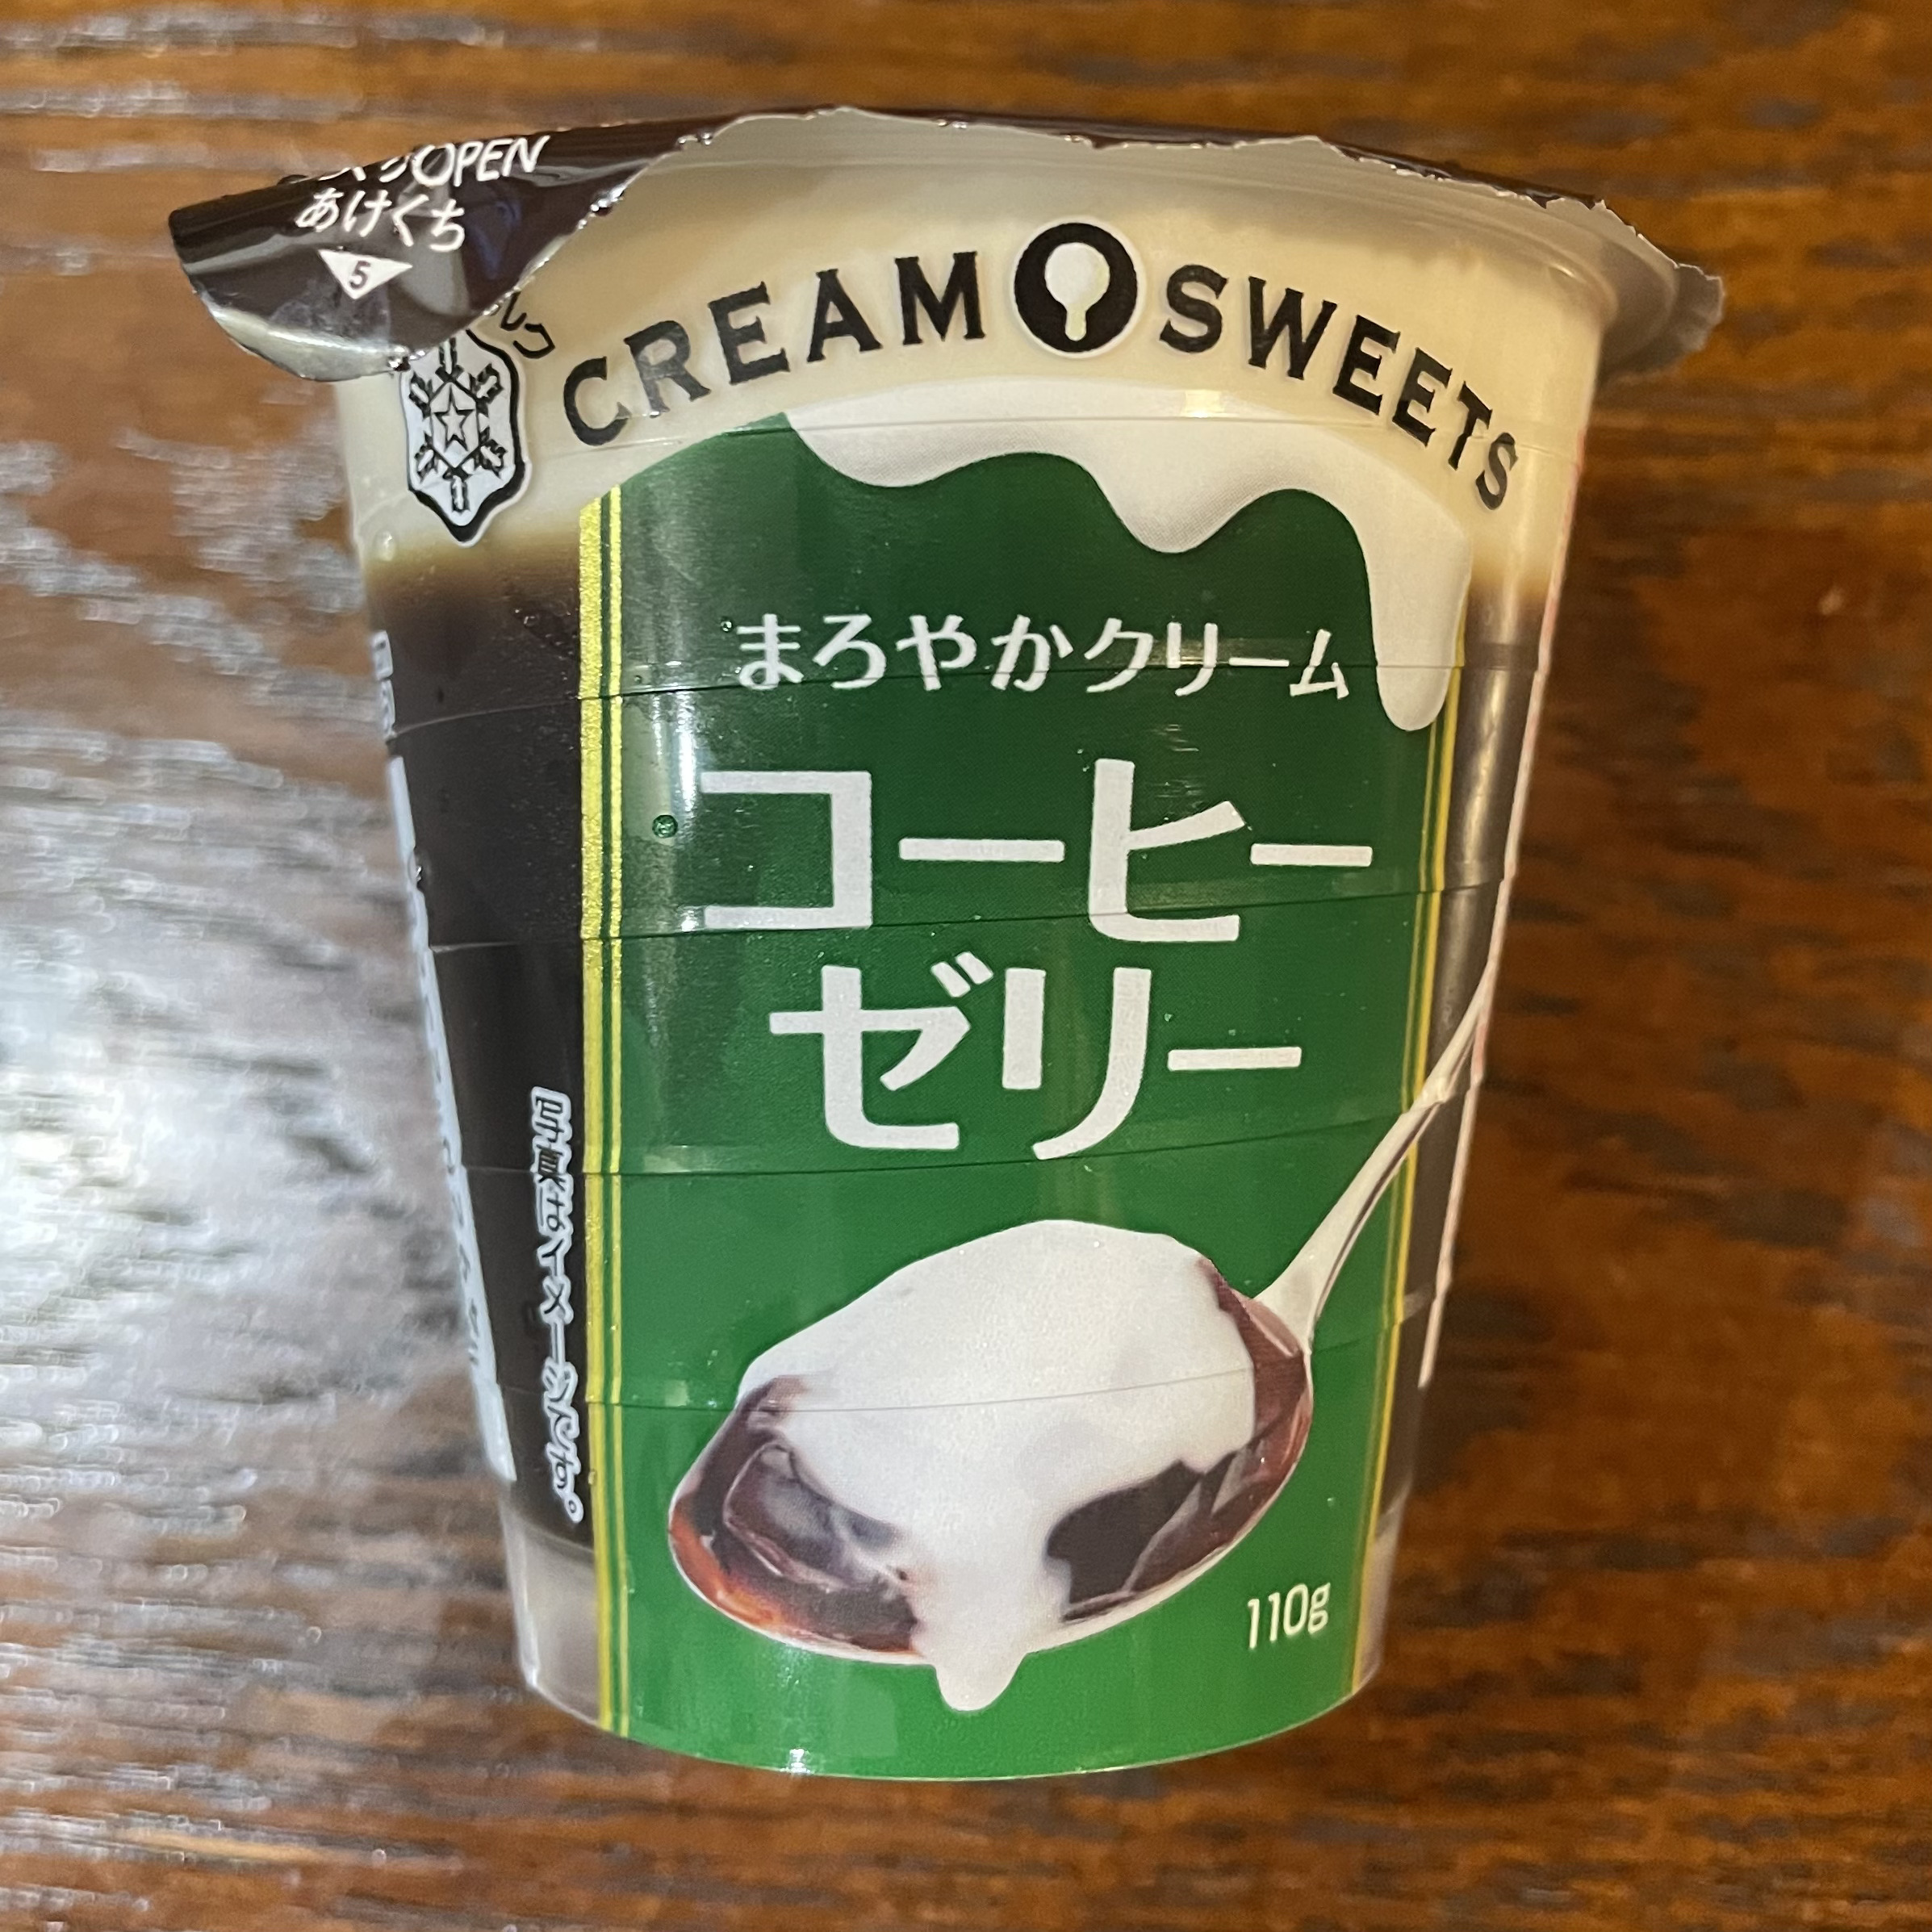 OPEN
あけくち
5
CREAM SWEETS
まろやかクリーム
コーヒー
ゼリー
写真はイメージです。
110g